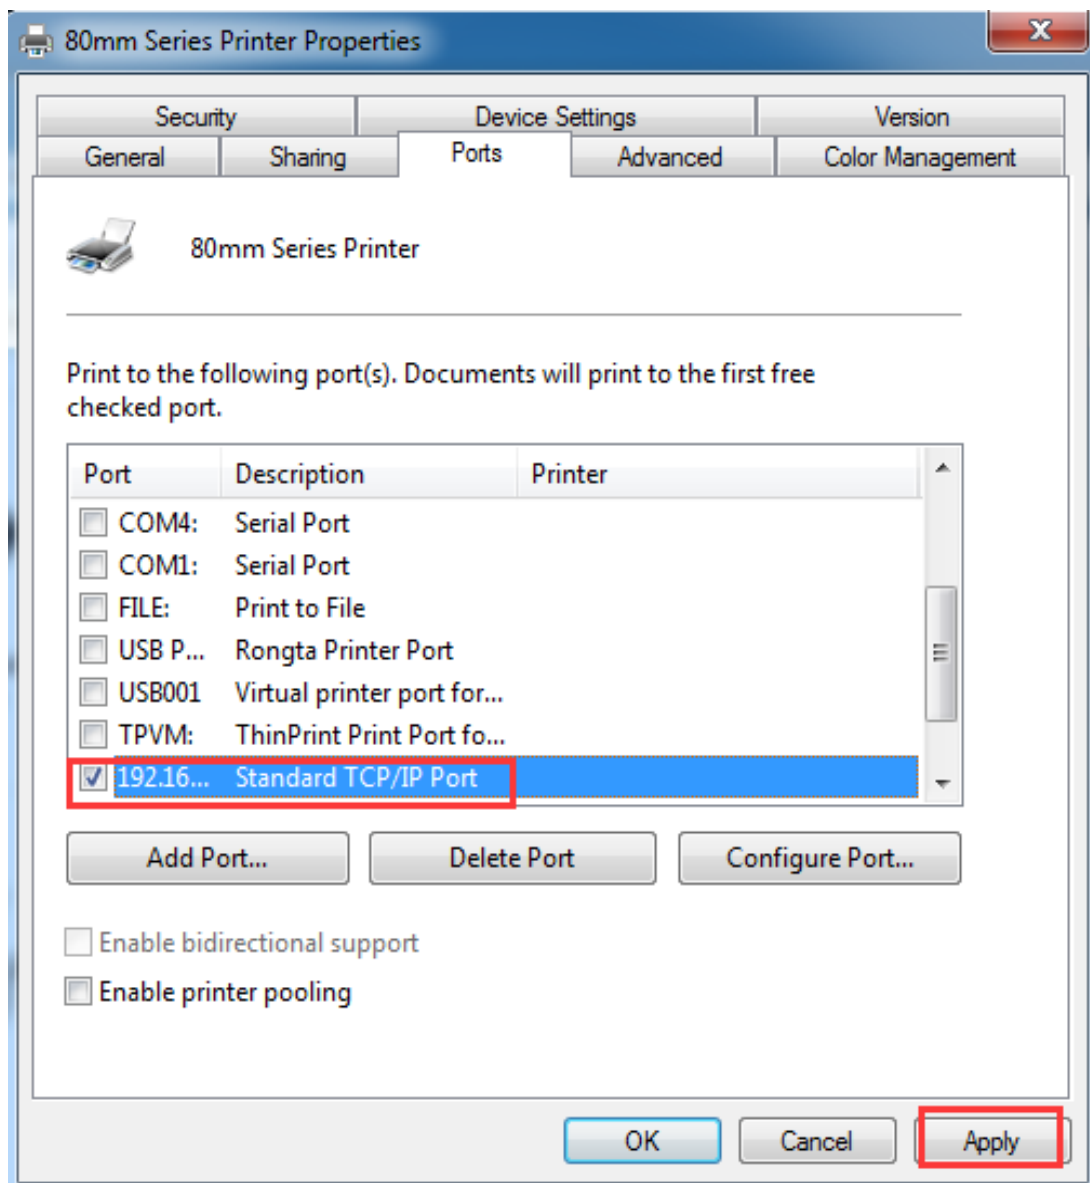 80mm Series Printer Properties
Security Device Settings Version
General Sharing Ports Advanced Color Management
80mm Series Printer
Print to the following port(s). Documents will print to the first free
checked port.
Port Description Printer
COM4: Serial Port
COM1: Serial Port
FILE: Print to File
USB P... Rongta Printer Port
USB001 Virtual printer port for...
TPVM: ThinPrint Print Port fo...
192.16... Standard TCP/IP Port
Add Port... Delete Port Configure Port...
Enable bidirectional support
Enable printer pooling
OK Cancel Apply